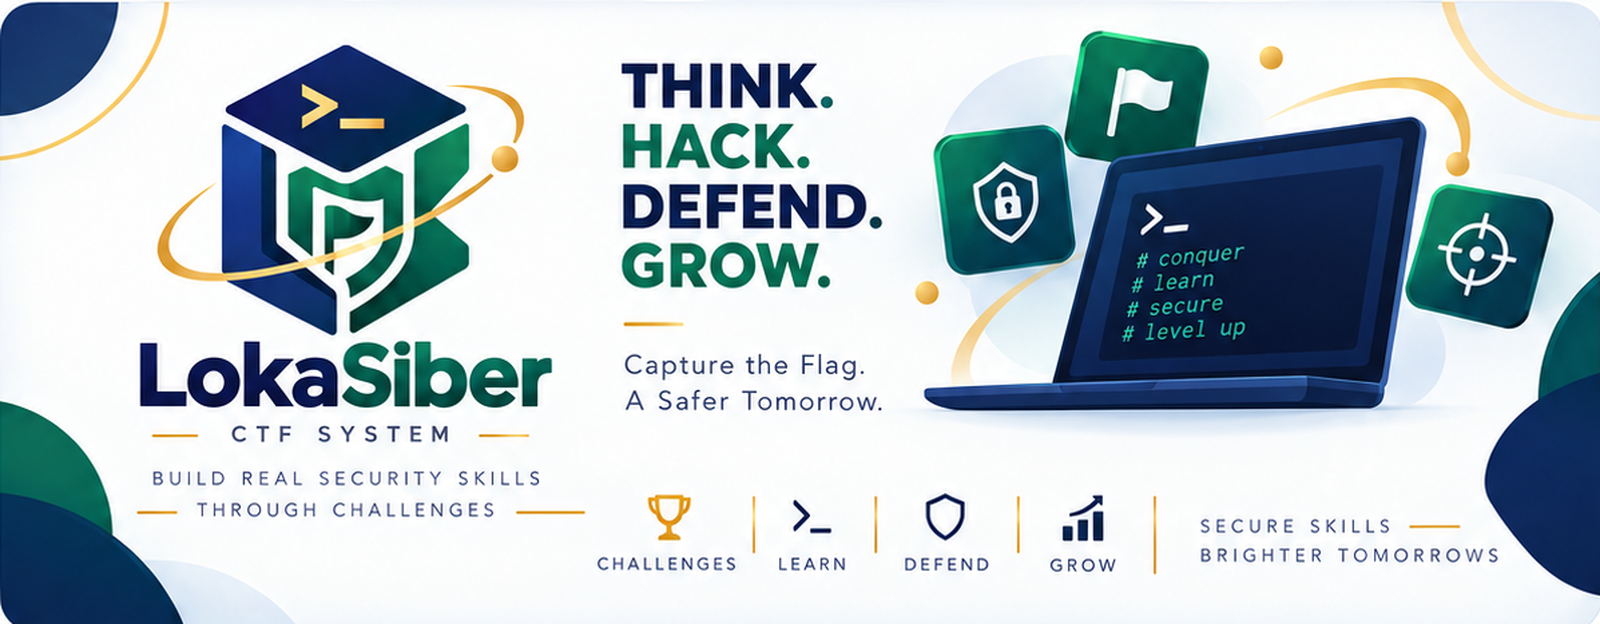 >_
LokaSiber
CTF SYSTEM
BUILD REAL SECURITY SKILLS
THROUGH CHALLENGES
THINK.
HACK.
DEFEND.
GROW.
Capture the Flag.
A Safer Tomorrow.
>_
# conquer
# learn
# secure
# level up
CHALLENGES
>_
LEARN
DEFEND
GROW
SECURE SKILLS
BRIGHTER TOMORROWS